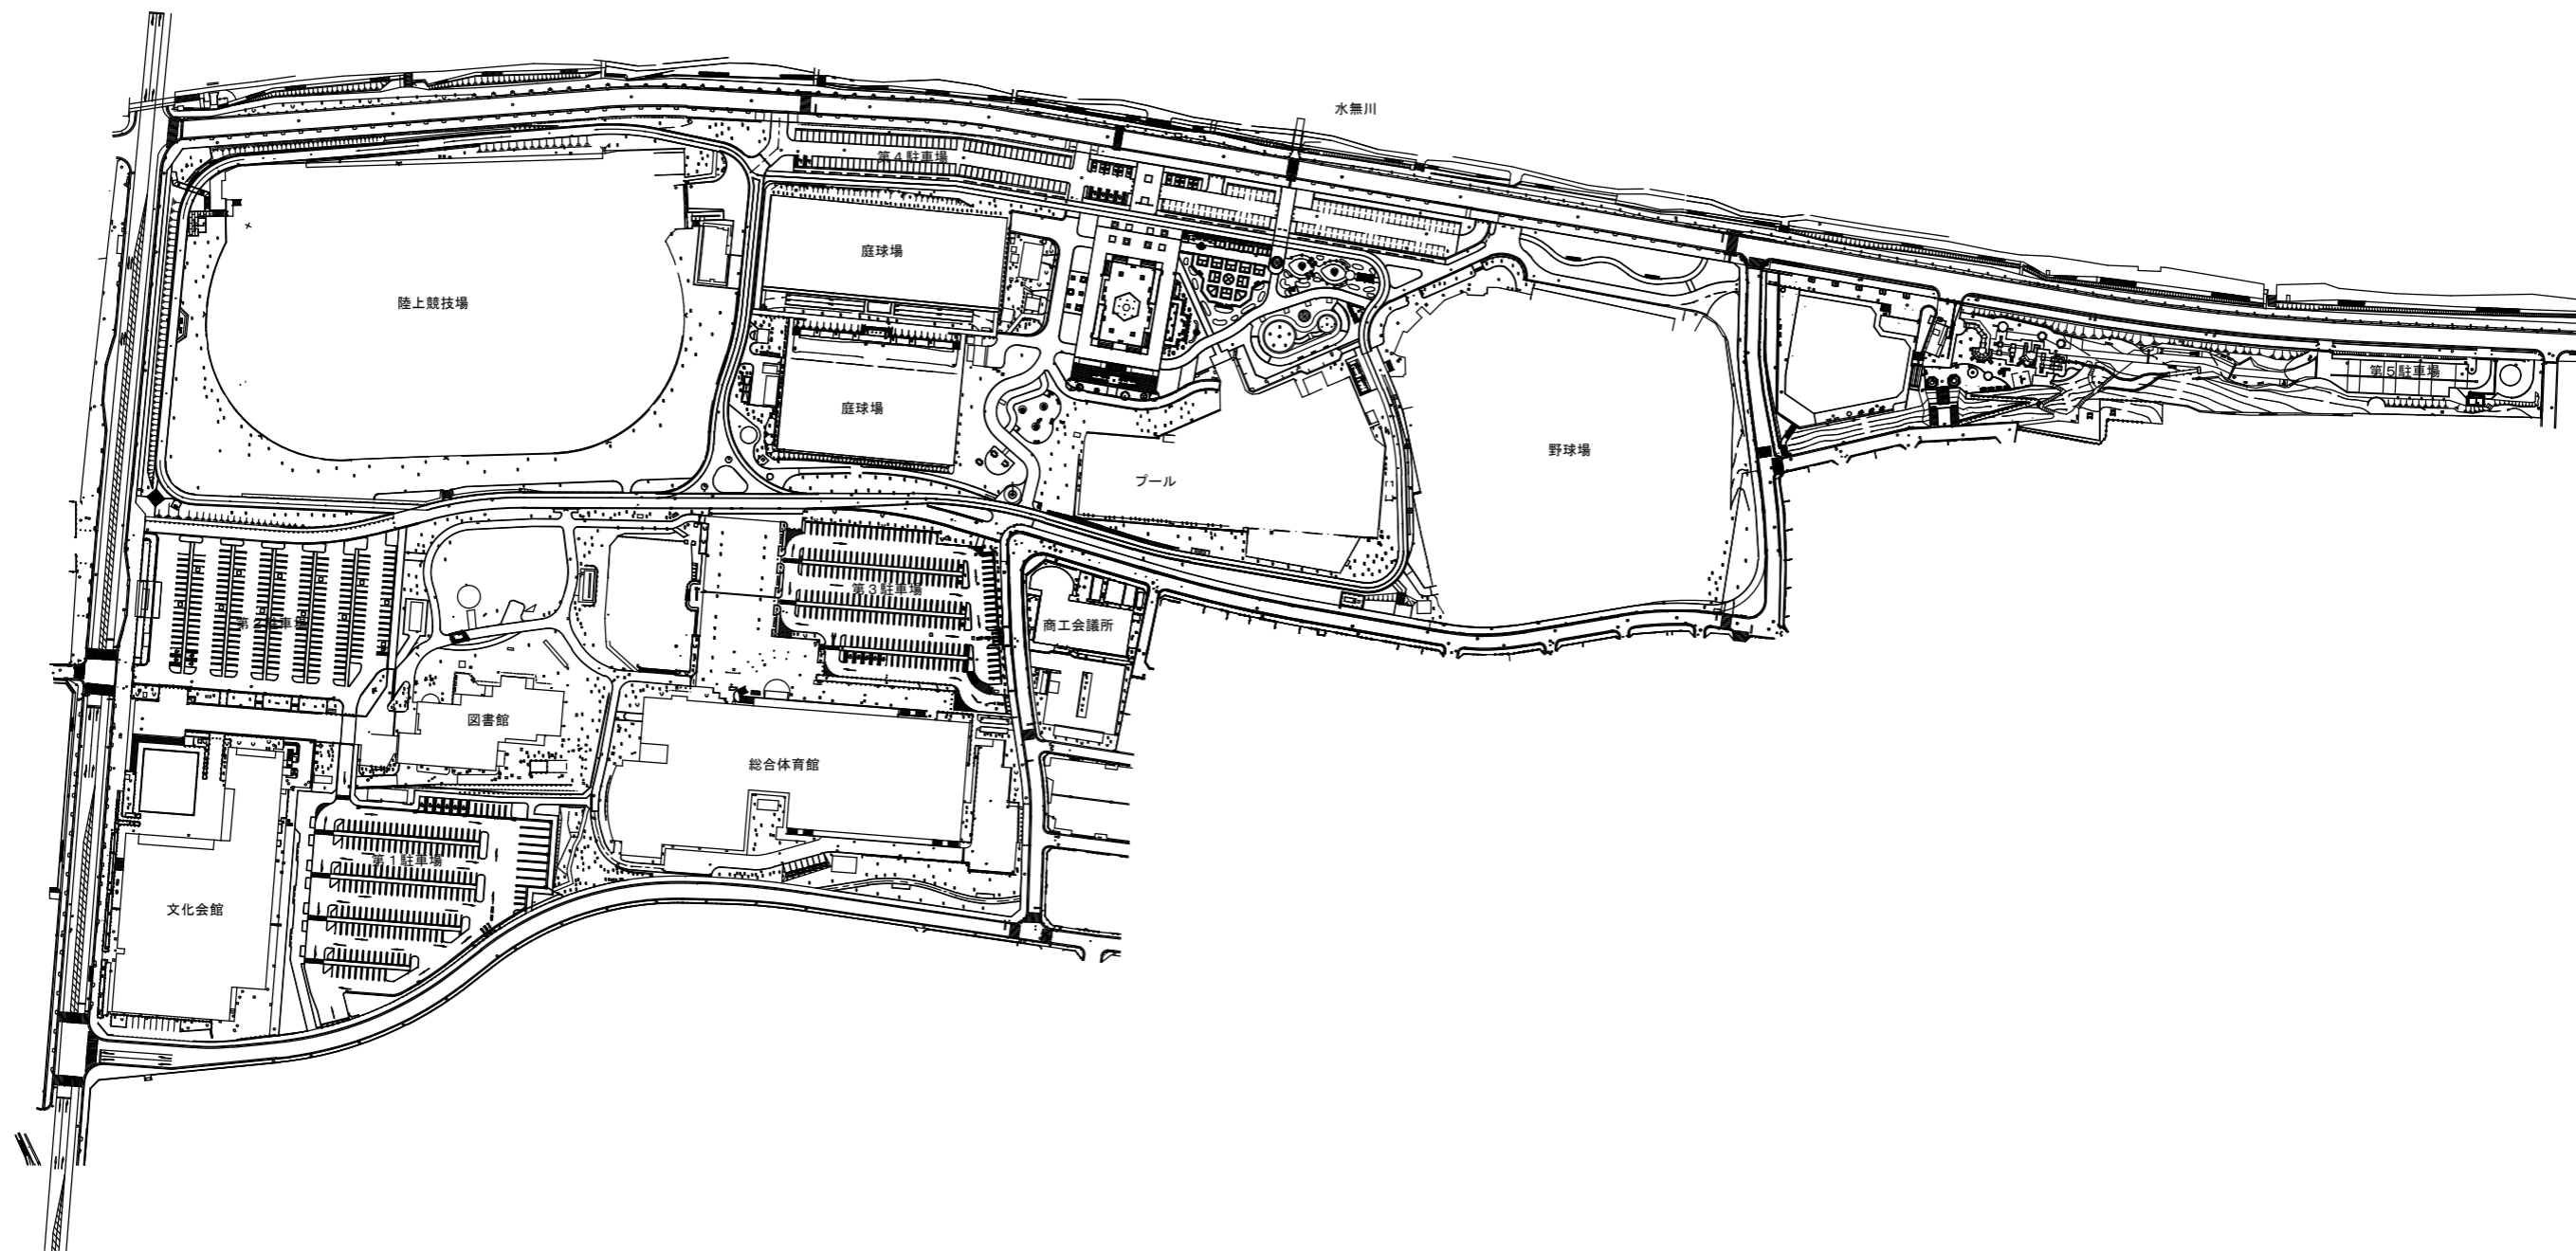 水無川
第４駐車場
庭球場
陸上競技場
第５駐車場
庭球場
野球場
プール
第３駐車場
第２駐車場
商工会議所
図書館
総合体育館
第１駐車場
文化会館